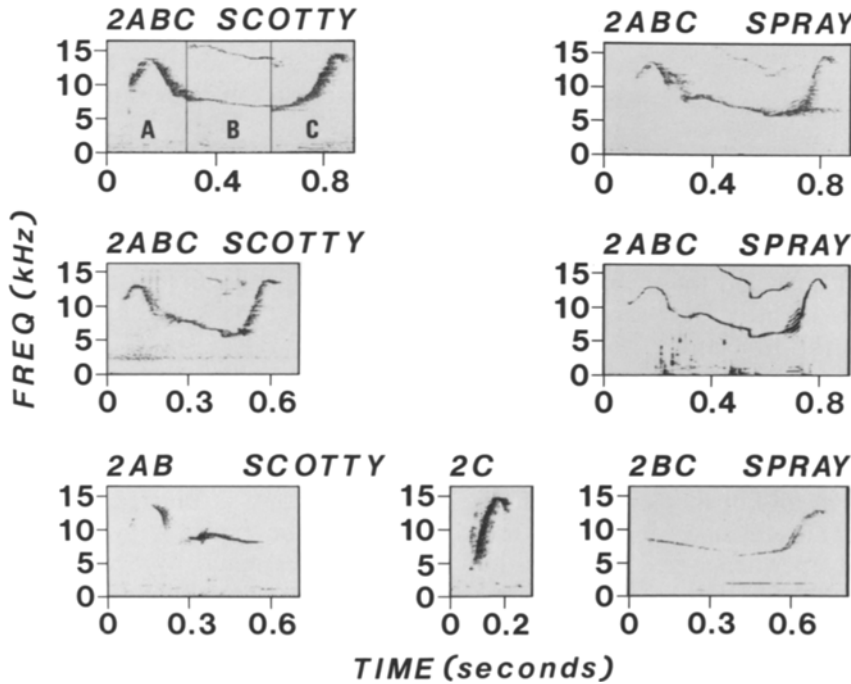 2ABC SCOTTY
2ABC SPRAY
15
10
5
0
A B C
15
10
5
0
0 0.4 0.8
0 0.4 0.8
2ABC SCOTTY
2ABC SPRAY
15
10
5
0
15
10
5
0
0 0.3 0.6
0 0.4 0.8
FREQ (kHz)
2AB SCOTTY
2C
2BC SPRAY
15
10
5
0
15
10
5
0
15
10
5
0
0 0.3 0.6
0 0.2
0 0.3 0.6
TIME (seconds)